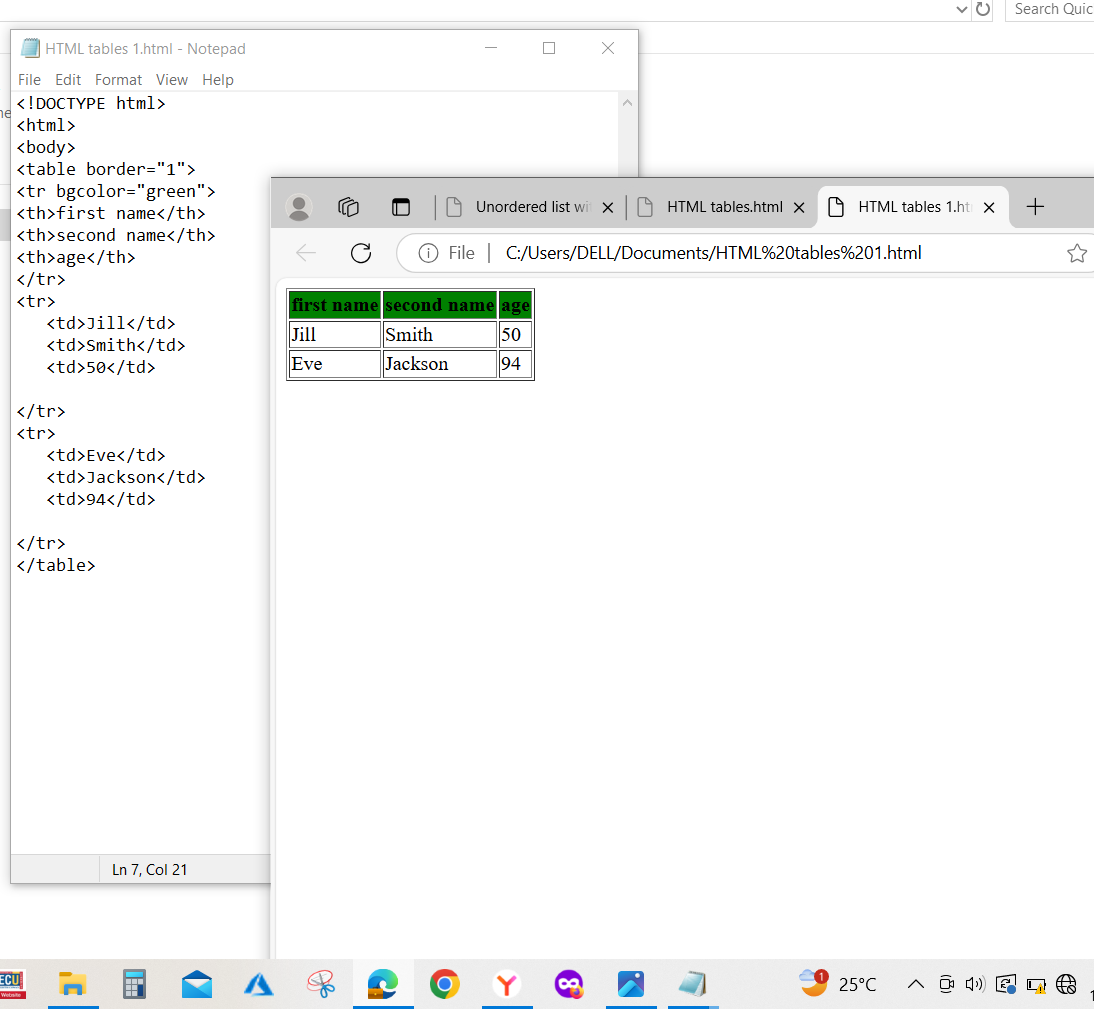 Search Quic
HTML tables 1.html - Notepad
File Edit Format View Help
<!DOCTYPE html>
<html>
<body>
<table border="1">
<tr bgcolor="green">
<th>first name</th>
<th>second name</th>
<th>age</th>
</tr>
<tr>
<td>Jill</td>
<td>Smith</td>
<td>50</td>
</tr>
<tr>
<td>Eve</td>
<td>Jackson</td>
<td>94</td>
</tr>
</table>
Ln 7, Col 21
Unordered list wi
HTML tables.html
HTML tables 1.ht
File
C:/Users/DELL/Documents/HTML%20tables%201.html
first name second name age
Jill Smith 50
Eve Jackson 94
ECU
Website
1
25°C